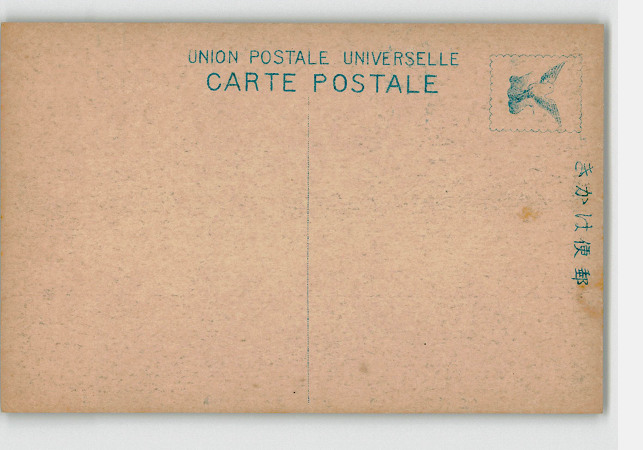 UNION POSTALE UNIVERSELLE
CARTE POSTALE
きかは便郵